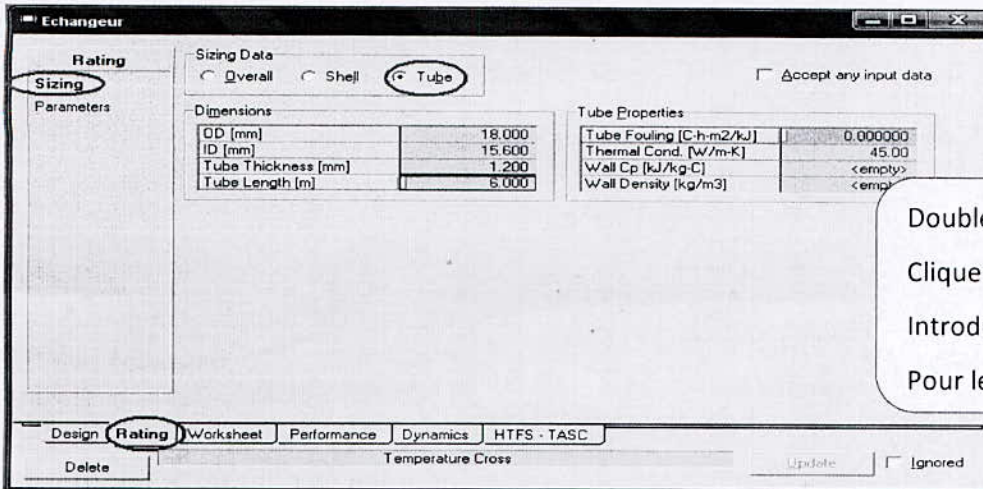 Echangeur
Rating
Sizing
Parameters
Sizing Data
Overall Shell Tube
Accept any input data
Dimensions
OD [mm] 18.000
ID [mm] 15.600
Tube Thickness [mm] 1.200
Tube Length [m] 6.000
Tube Properties
Tube Fouling [C-h-m2/kJ] 0.000000
Thermal Cond. [W/m-K] 45.00
Wall Cp [kJ/kg-C] <empty>
Wall Density [kg/m3]
Double
Clique
Introd
Pour le
Design Rating Worksheet Performance Dynamics HTFS - TASC
Delete Temperature Cross Update Ignored